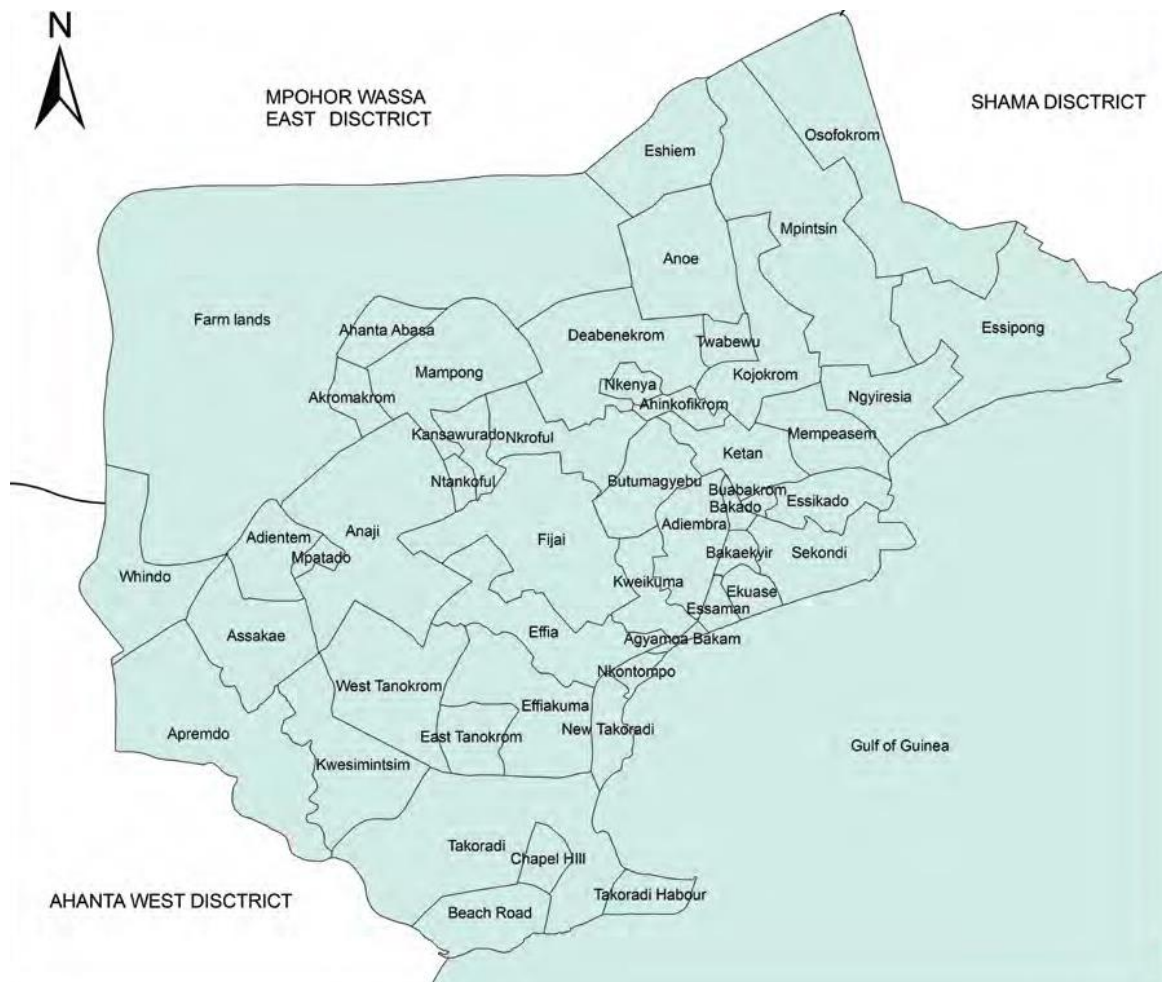 N
MPOHOR WASSA
EAST DISCTRICT
SHAMA DISCTRICT
Osofokrom
Eshiem
Mpintsin
Anoe
Farm lands
Ahanta Abasa
Deabenekrom
Twabewu
Essipong
Mampong
Nkenya
Kojokrom
Akromakrom
Ahinkofikrom
Ngyiresia
Kansawurado
Nkroful
Mempeasem
Ketan
Ntankoful
Butumagyebu
Buabakrom
Essikado
Bakado
Adiembra
Adientem
Anaji
Fijai
Mpatado
Bakaekyir
Sekondi
Whindo
Kweikuma
Ekuase
Essaman
Assakae
Effia
Agyamoa Bakam
Nkontompo
West Tanokrom
Effiakuma
New Takoradi
Apremdo
East Tanokrom
Gulf of Guinea
Kwesimintsim
Takoradi
Chapel HIll
Takoradi Habour
AHANTA WEST DISCTRICT
Beach Road